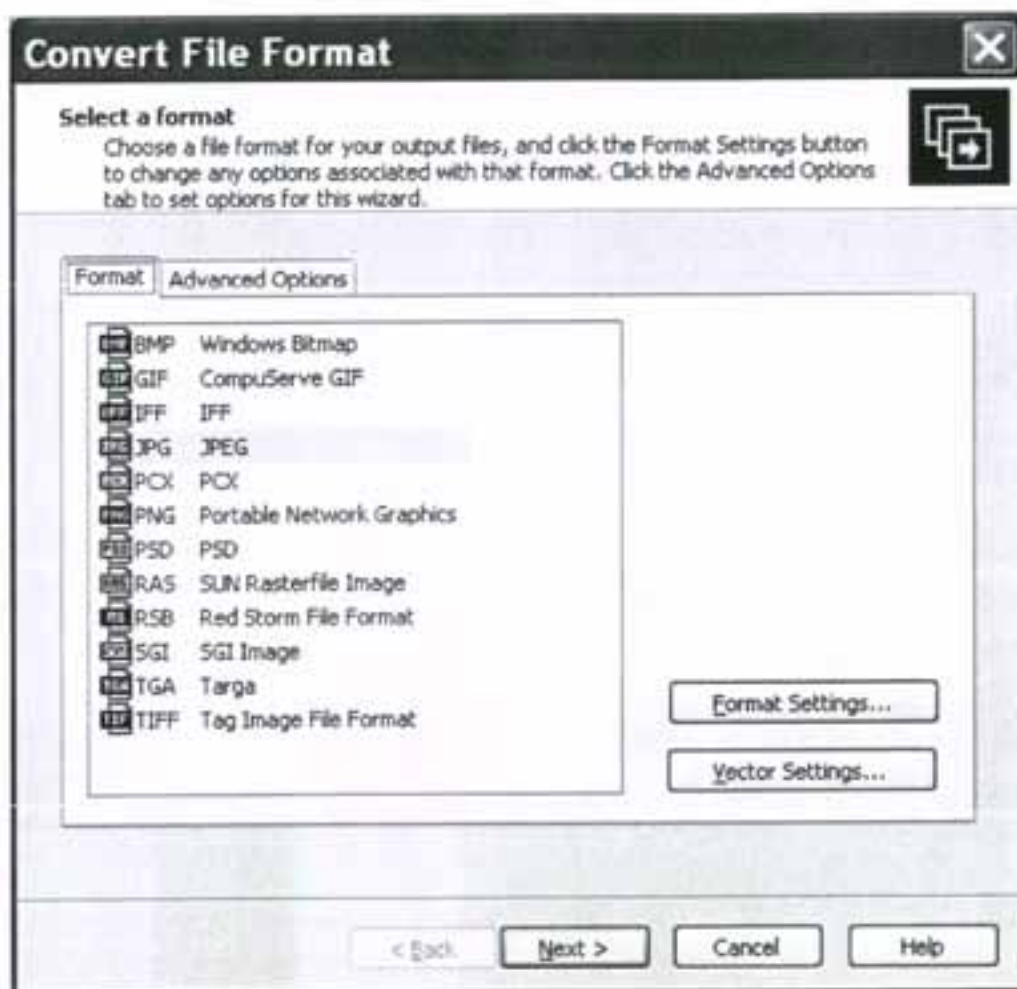 Convert File Format
Select a format
Choose a file format for your output files, and click the Format Settings button
to change any options associated with that format. Click the Advanced Options
tab to set options for this wizard.
Format Advanced Options
BMP Windows Bitmap
GIF CompuServe GIF
IFF IFF
JPG JPEG
PCX PCX
PNG Portable Network Graphics
PSD PSD
RAS SUN Rasterfile Image
RSB Red Storm File Format
SGI SGI Image
TGA Targa
TIFF Tag Image File Format
Format Settings...
Vector Settings...
< Back Next > Cancel Help